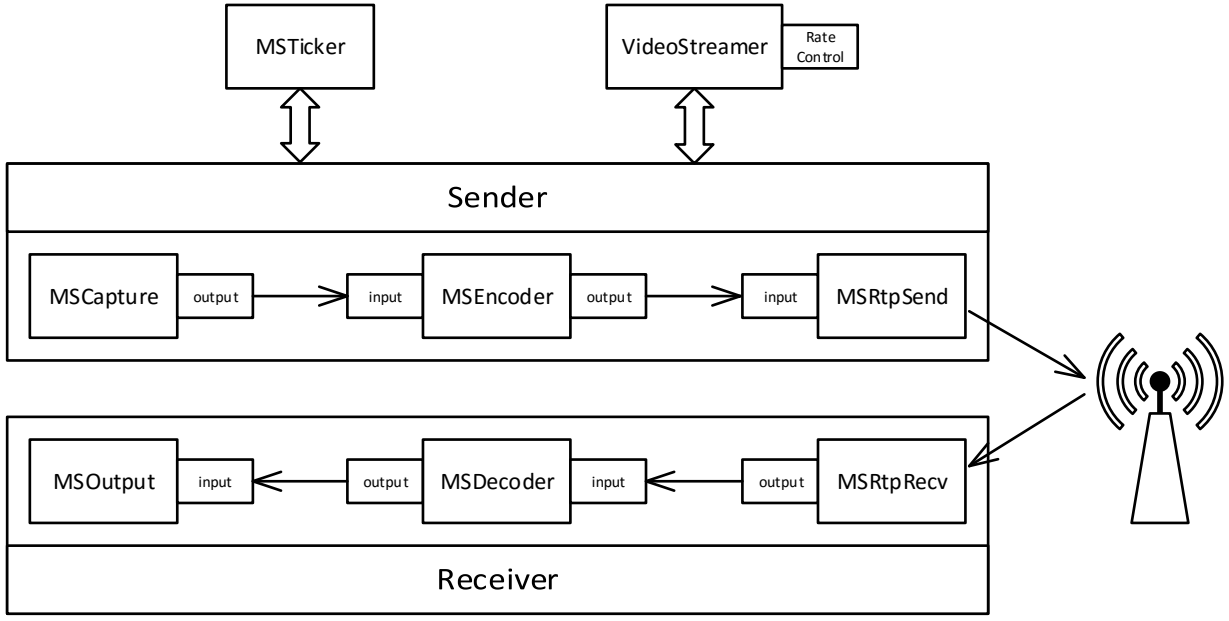 MSTicker
VideoStreamer
Rate
Control
Sender
MSCapture
output
input
MSEncoder
output
input
MSRtpSend
MSOutput
input
output
MSDecoder
input
output
MSRtpRecv
Receiver